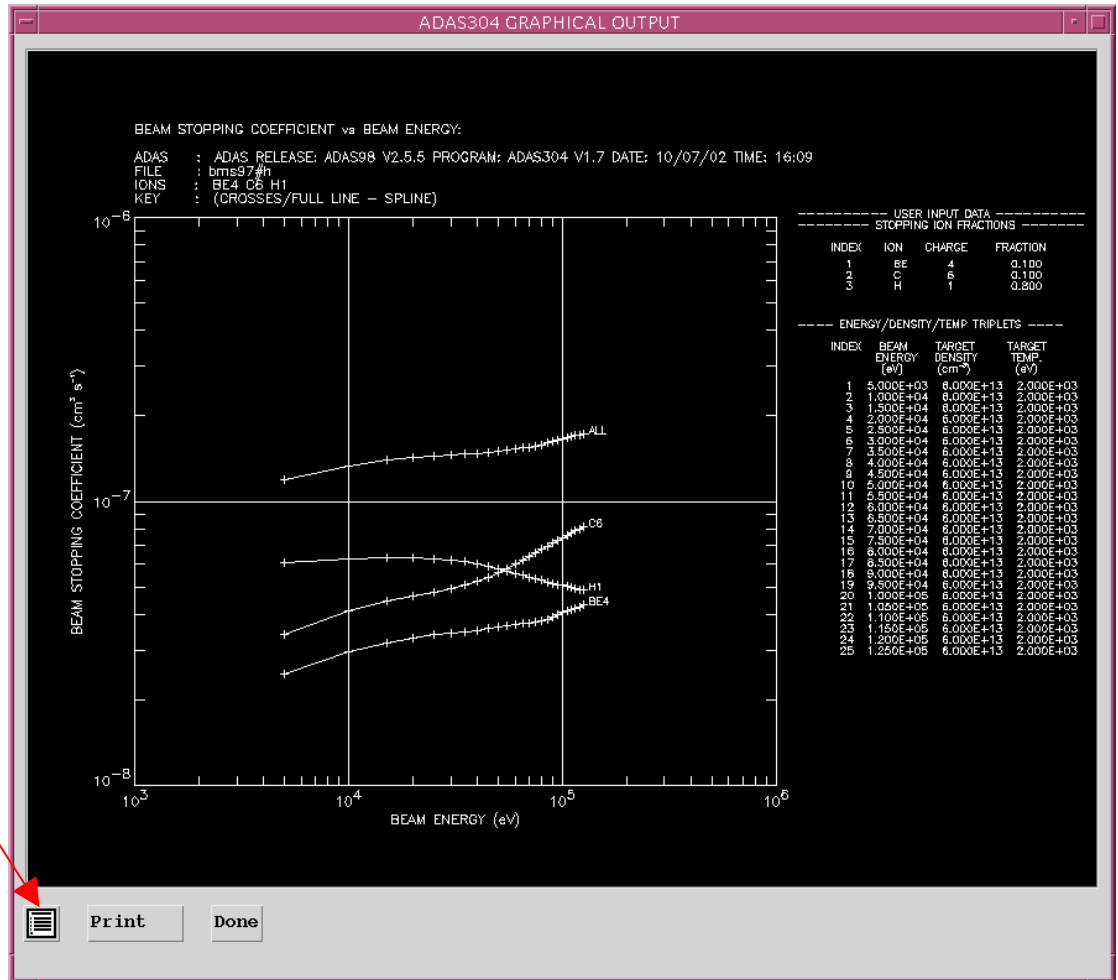 ADAS304 GRAPHICAL OUTPUT
BEAM STOPPING COEFFICIENT vs BEAM ENERGY:
ADAS : ADAS RELEASE: ADAS98 V2.5.5 PROGRAM: ADAS304 V1.7 DATE: 10/07/02 TIME: 16:09
FILE : bms97#h
IONS : BE4 C6 H1
KEY : (CROSSES/FULL LINE – SPLINE)
10⁻⁶
10⁻⁷
10⁻⁸
BEAM STOPPING COEFFICIENT (cm³ s⁻¹)
ALL
C6
H1
BE4
10³ 10⁴ 10⁵ 10⁶
BEAM ENERGY (eV)
---------- USER INPUT DATA ----------
-------- STOPPING ION FRACTIONS --------
INDEX ION CHARGE FRACTION
1 BE 4 0.100
2 C 6 0.100
3 H 1 0.800
---- ENERGY/DENSITY/TEMP TRIPLETS ----
INDEX BEAM TARGET TARGET
ENERGY DENSITY TEMP.
(eV) (cm⁻³) (eV)
1 5.000E+03 6.000E+13 2.000E+03
2 1.000E+04 6.000E+13 2.000E+03
3 1.500E+04 6.000E+13 2.000E+03
4 2.000E+04 6.000E+13 2.000E+03
5 2.500E+04 6.000E+13 2.000E+03
6 3.000E+04 6.000E+13 2.000E+03
7 3.500E+04 6.000E+13 2.000E+03
8 4.000E+04 6.000E+13 2.000E+03
9 4.500E+04 6.000E+13 2.000E+03
10 5.000E+04 6.000E+13 2.000E+03
11 5.500E+04 6.000E+13 2.000E+03
12 6.000E+04 6.000E+13 2.000E+03
13 6.500E+04 6.000E+13 2.000E+03
14 7.000E+04 6.000E+13 2.000E+03
15 7.500E+04 6.000E+13 2.000E+03
16 8.000E+04 6.000E+13 2.000E+03
17 8.500E+04 6.000E+13 2.000E+03
18 9.000E+04 6.000E+13 2.000E+03
19 9.500E+04 6.000E+13 2.000E+03
20 1.000E+05 6.000E+13 2.000E+03
21 1.050E+05 6.000E+13 2.000E+03
22 1.100E+05 6.000E+13 2.000E+03
23 1.150E+05 6.000E+13 2.000E+03
24 1.200E+05 6.000E+13 2.000E+03
25 1.250E+05 6.000E+13 2.000E+03
Print Done